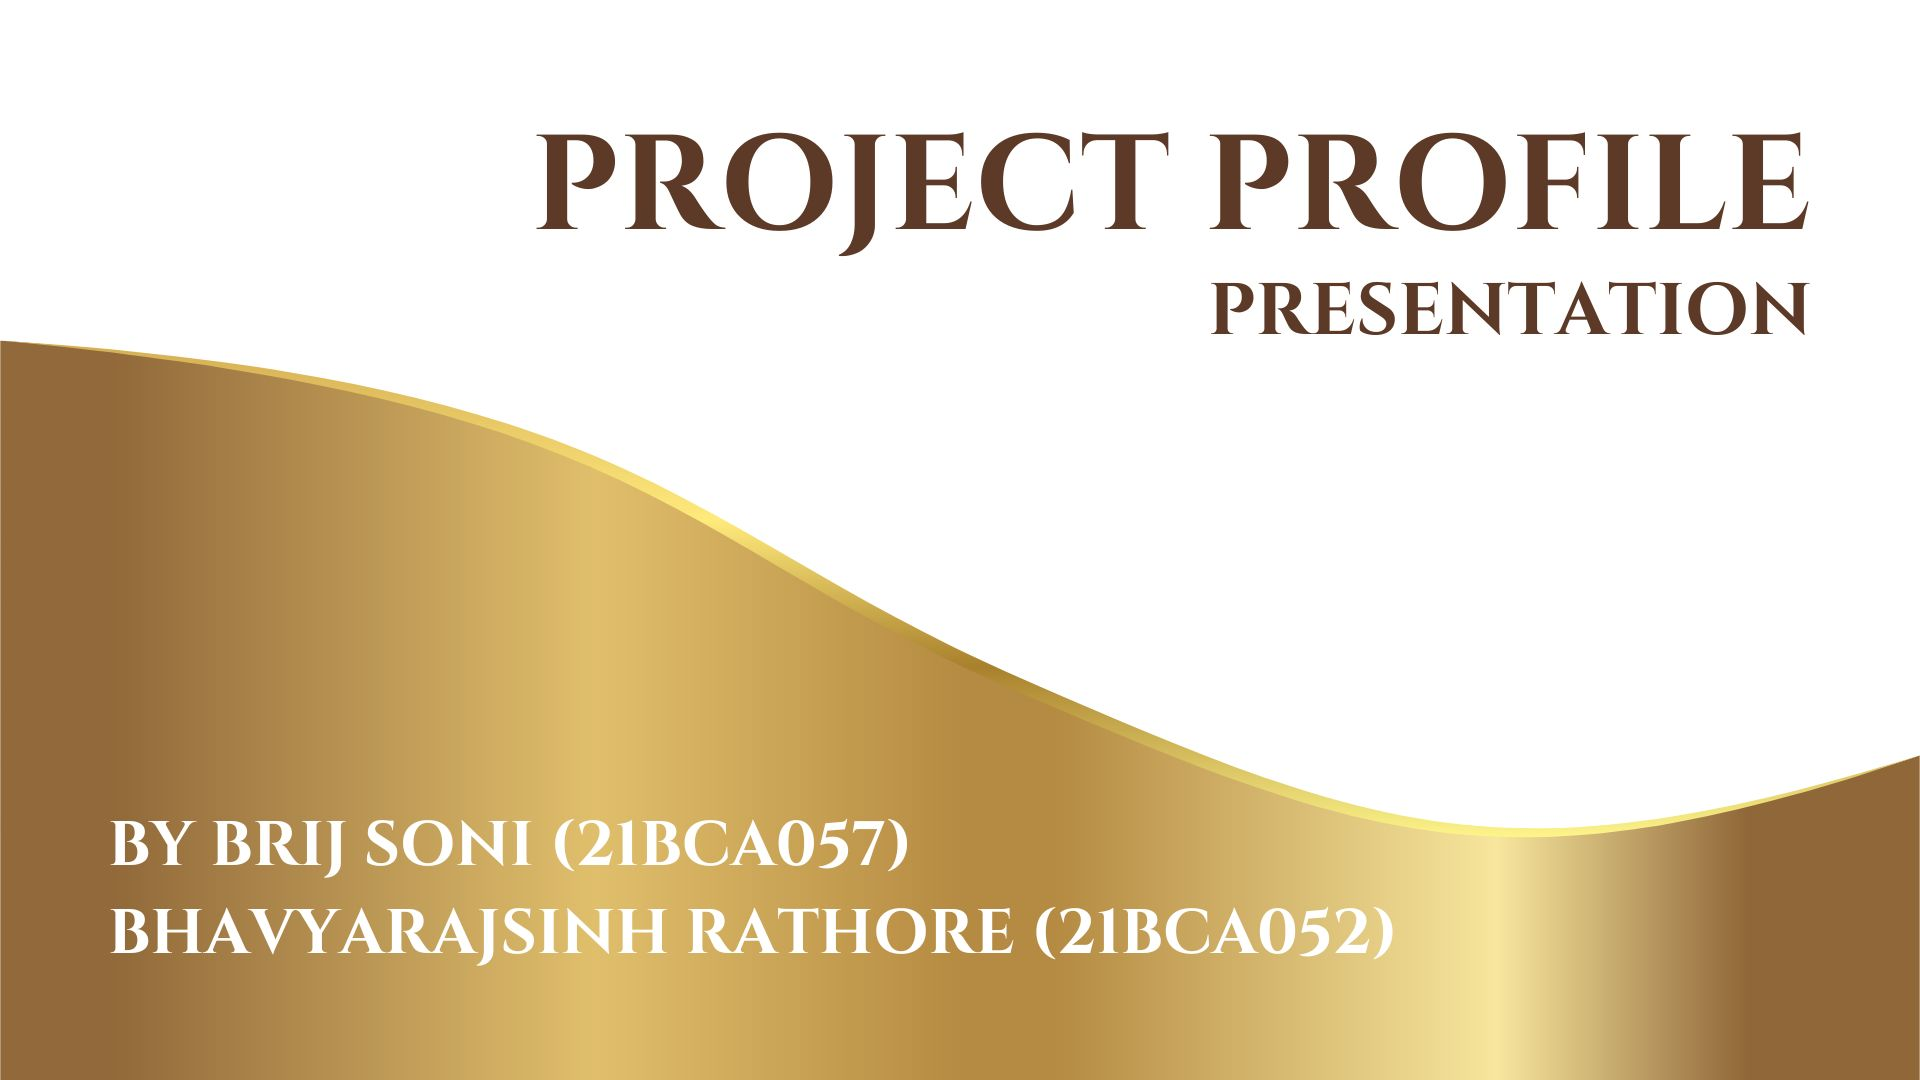 PROJECT PROFILE
PRESENTATION
BY BRIJ SONI (21BCA057)
BHAVYARAJSINH RATHORE (21BCA052)